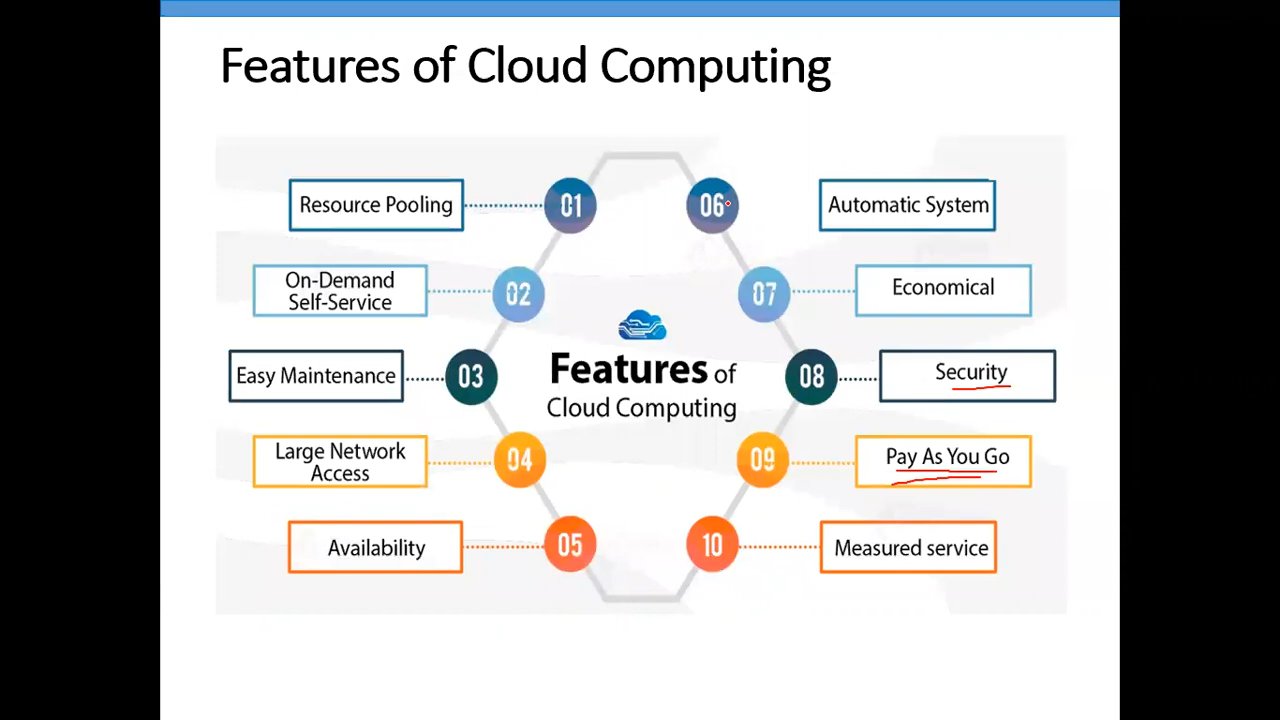 Features of Cloud Computing
01
Resource Pooling
02
On-Demand
Self-Service
03
Easy Maintenance
04
Large Network
Access
05
Availability
Features of
Cloud Computing
06
Automatic System
07
Economical
08
Security
09
Pay As You Go
10
Measured service